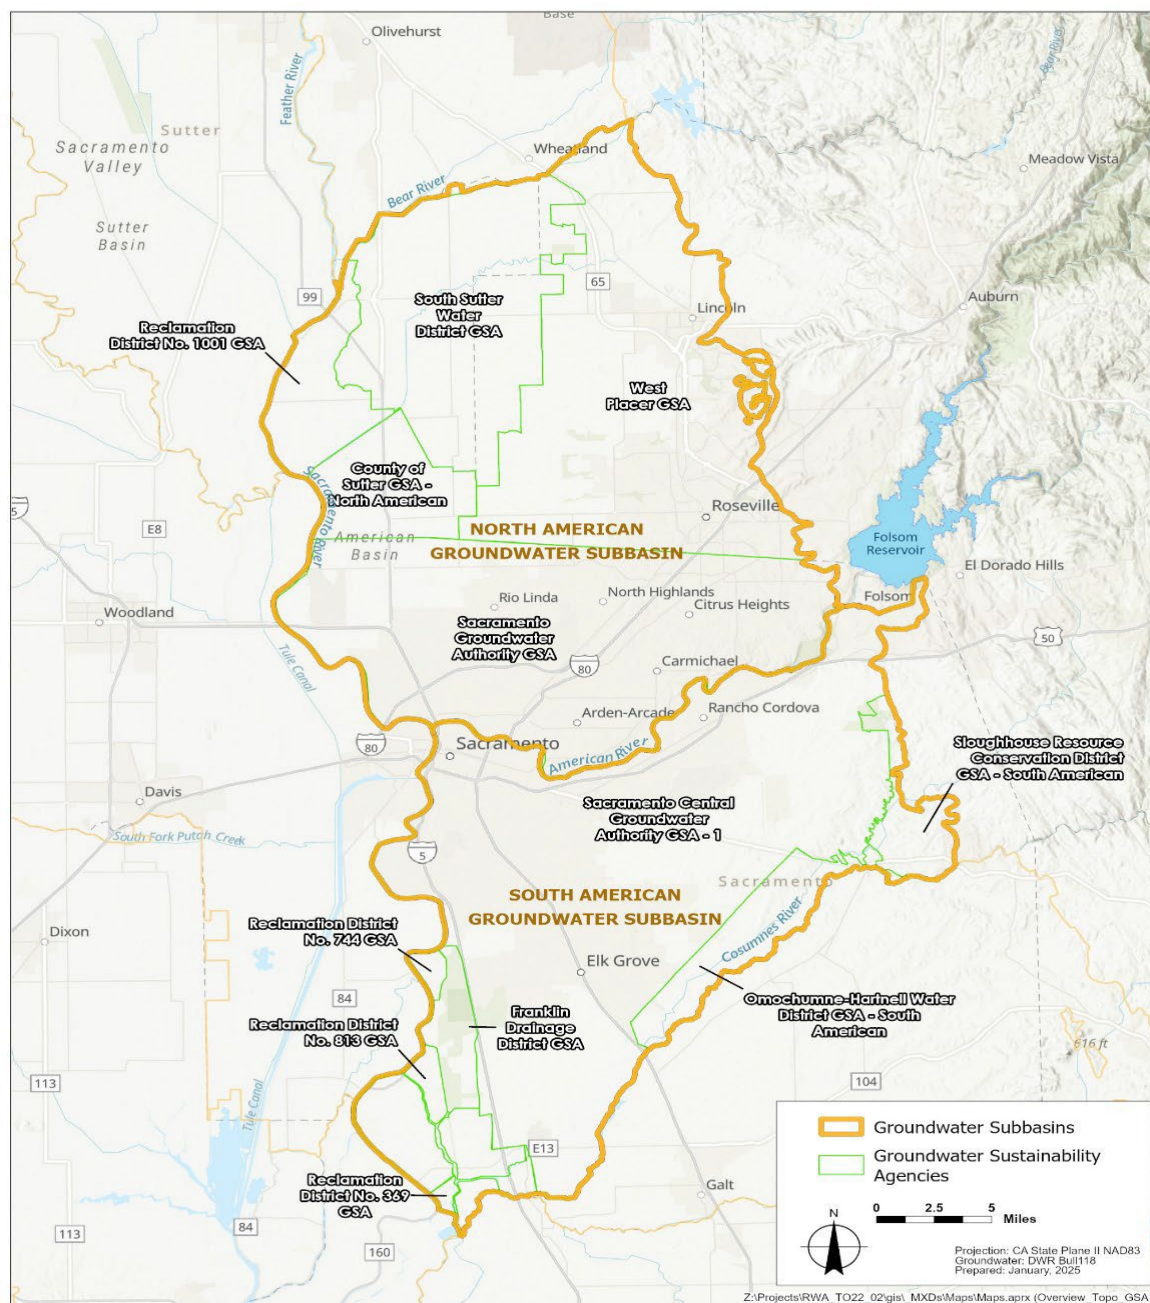 Base
Olivehurst
Feather River
Bear River
Sutter
Sacramento
Valley
Wheatland
Meadow Vista
Bear River
Sutter
Basin
65
99
South Sutter
Water
District GSA
Auburn
Lincoln
Reclamation
District No. 1001 GSA
West
Placer GSA
County of
Sutter GSA -
North American
Sacramento River
Roseville
5
E8
NORTH AMERICAN
GROUNDWATER SUBBASIN
American
Basin
Folsom
Reservoir
El Dorado Hills
Rio Linda
North Highlands
Citrus Heights
Folsom
Woodland
Sacramento
Groundwater
Authority GSA
50
Tule Canal
80
Carmichael
Arden-Arcade
Rancho Cordova
80
Sacramento
American River
Sloughhouse Resource
Conservation District
GSA - South American
Davis
Sacramento Central
Groundwater
Authority GSA - 1
South Fork Putah Creek
5
Sacramento
SOUTH AMERICAN
GROUNDWATER SUBBASIN
Reclamation District
No. 744 GSA
Cosumnes River
Dixon
Elk Grove
84
Omochumne-Hartnell Water
District GSA - South
American
Franklin
Drainage
District GSA
Reclamation District
No. 813 GSA
616 ft
113
104
Tule Canal
E13
Reclamation
District No. 369
GSA
Galt
84
113
160
Groundwater Subbasins
Groundwater Sustainability
Agencies
N
0 2.5 5
Miles
Projection: CA State Plane II NAD83
Groundwater: DWR Bull118
Prepared: January, 2025
Z:\Projects\RWA_TO22_02\gis\_MXDs\Maps\Maps.aprx (Overview_Topo_GSA